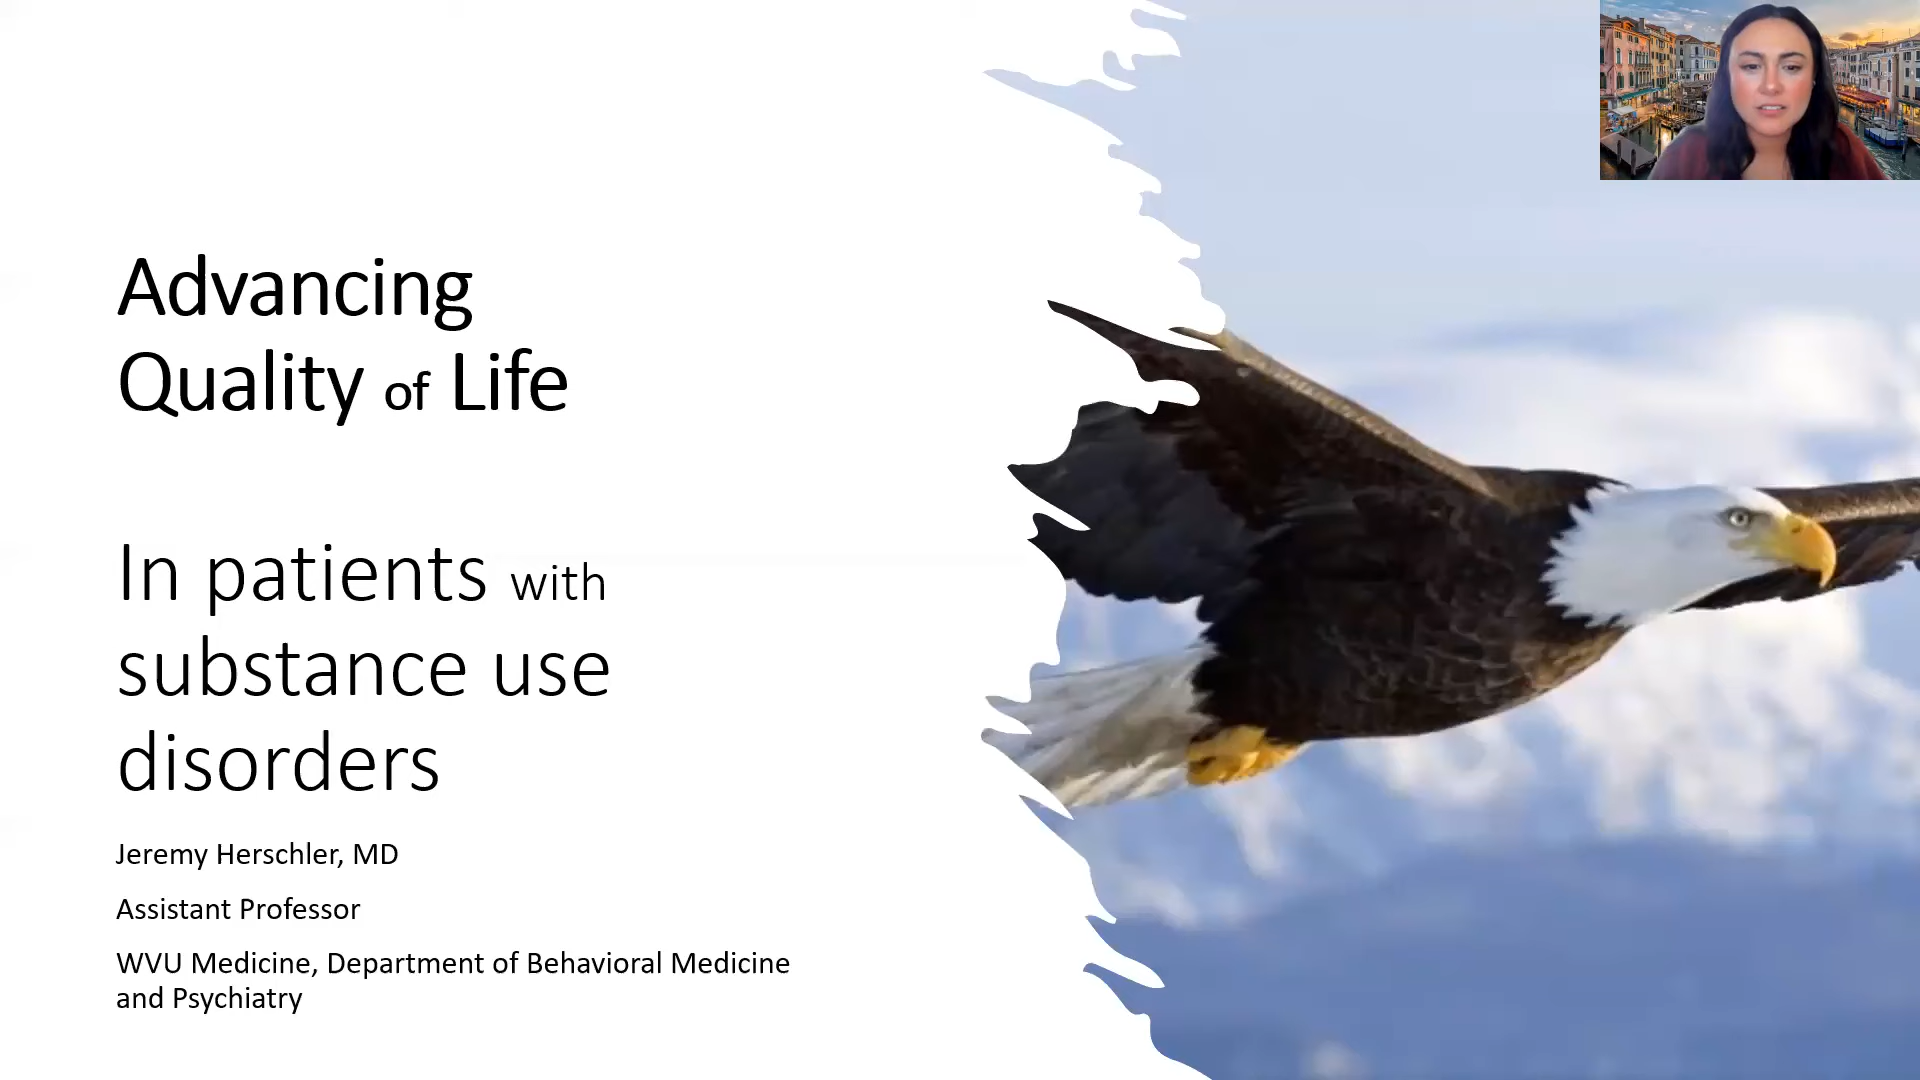 Advancing
Quality of Life
In patients with
substance use
disorders
Jeremy Herschler, MD
Assistant Professor
WVU Medicine, Department of Behavioral Medicine
and Psychiatry